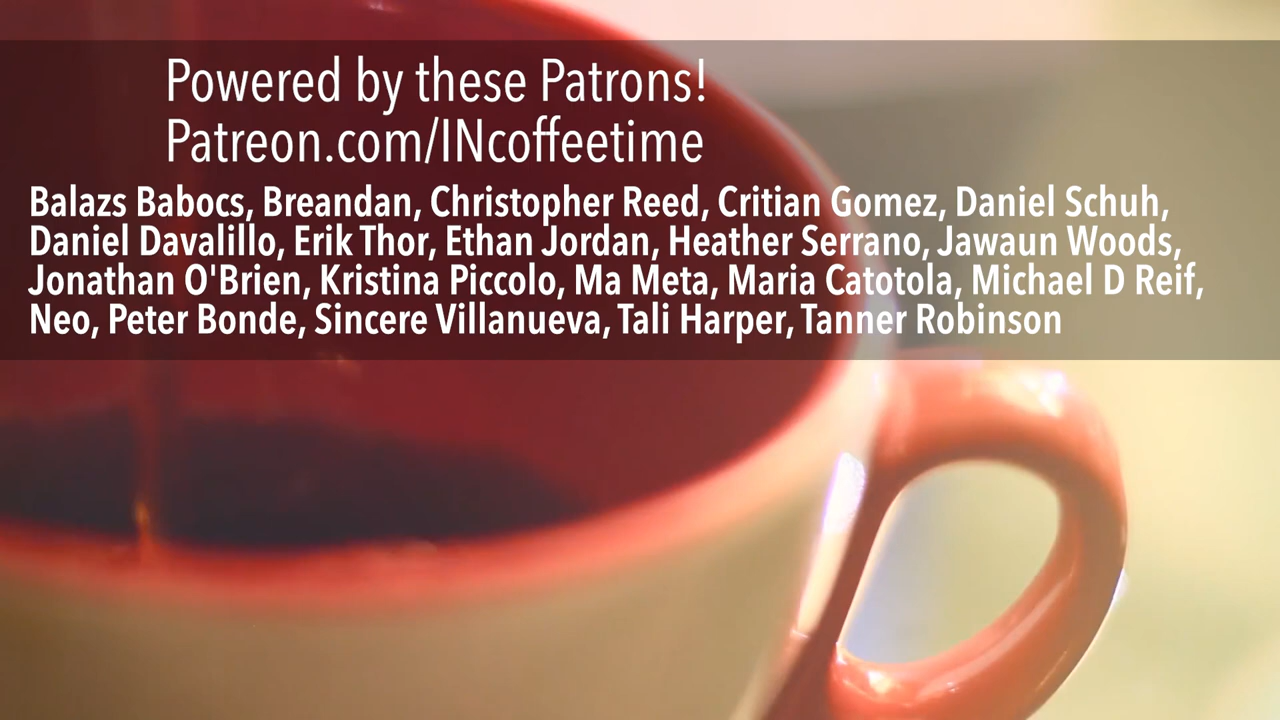 Powered by these Patrons!
Patreon.com/INcoffeetime
Balazs Babocs, Breandan, Christopher Reed, Critian Gomez, Daniel Schuh,
Daniel Davalillo, Erik Thor, Ethan Jordan, Heather Serrano, Jawaun Woods,
Jonathan O'Brien, Kristina Piccolo, Ma Meta, Maria Catotola, Michael D Reif,
Neo, Peter Bonde, Sincere Villanueva, Tali Harper, Tanner Robinson